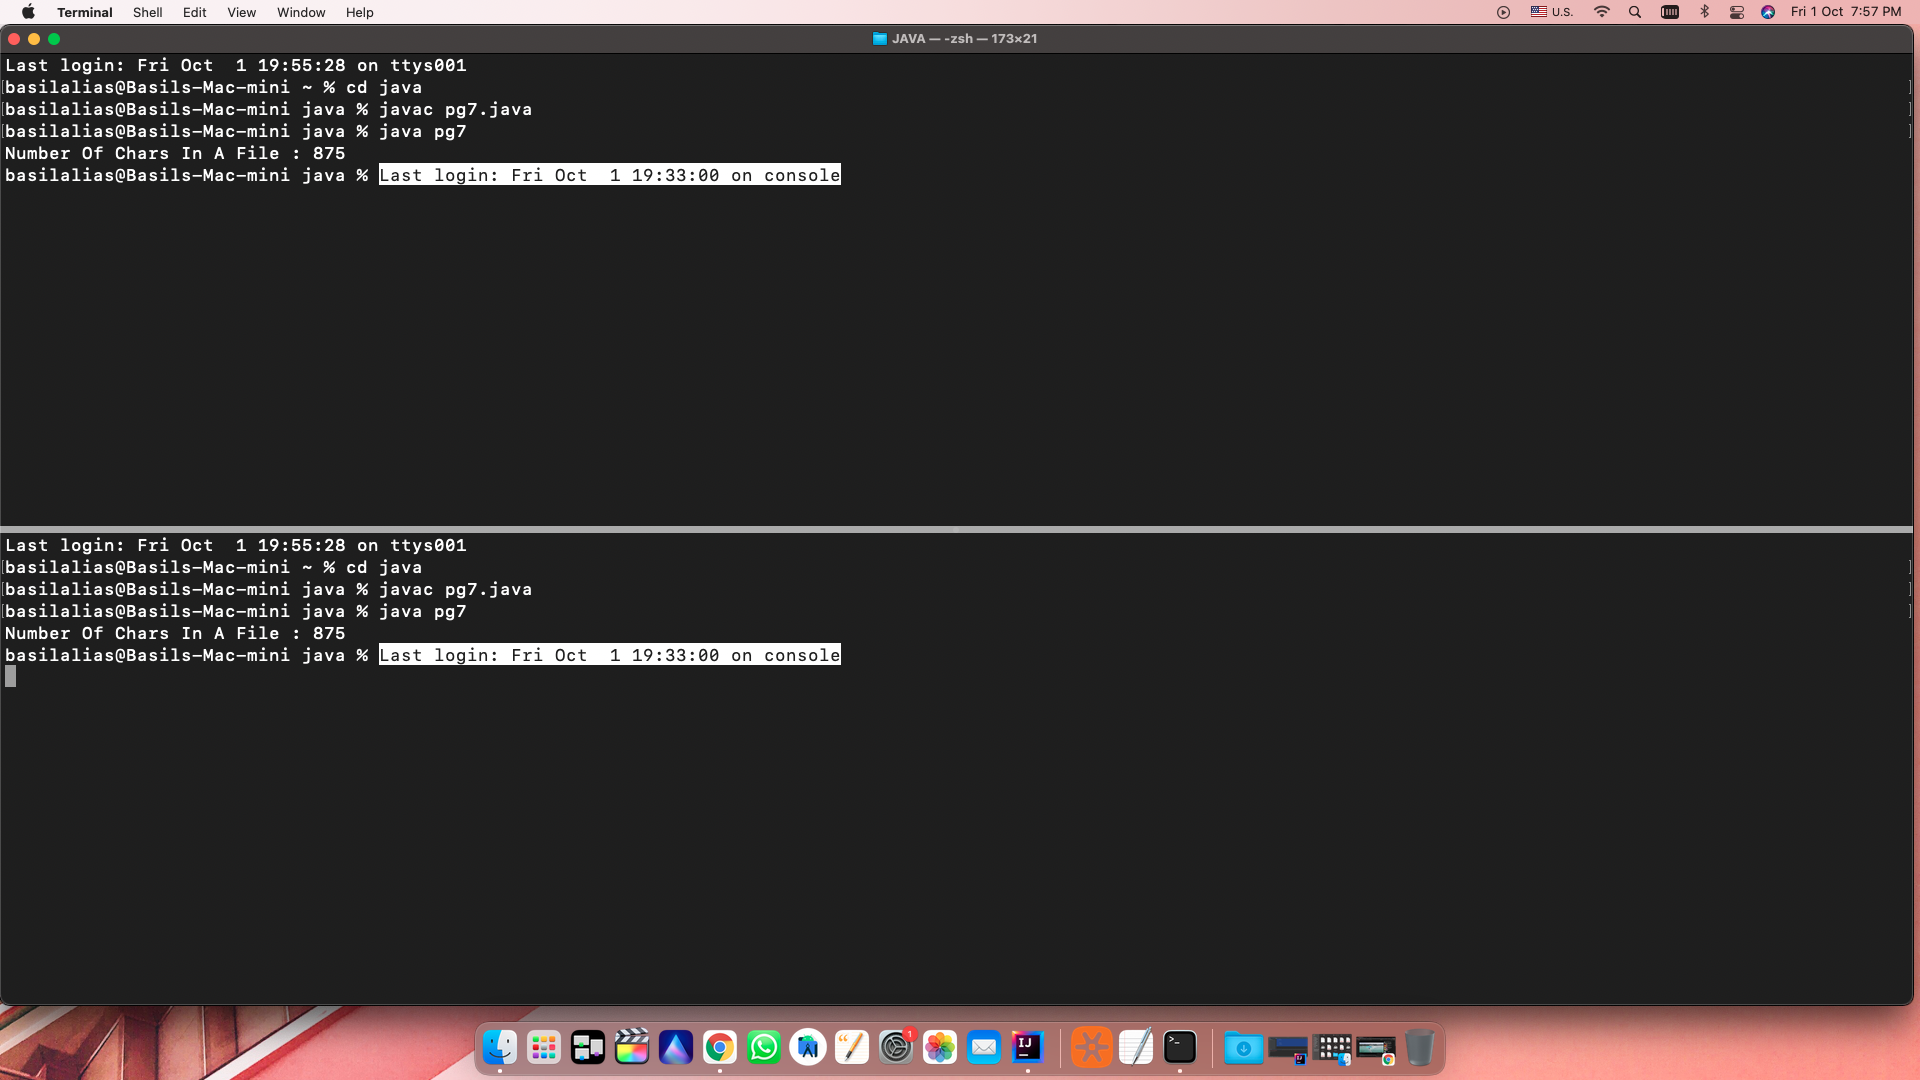 Terminal Shell Edit View Window Help U.S. Fri 1 Oct 7:57 PM
JAVA — -zsh — 173×21
Last login: Fri Oct  1 19:55:28 on ttys001
[basilalias@Basils-Mac-mini ~ % cd java ]
[basilalias@Basils-Mac-mini java % javac pg7.java ]
[basilalias@Basils-Mac-mini java % java pg7 ]
Number Of Chars In A File : 875
basilalias@Basils-Mac-mini java % Last login: Fri Oct  1 19:33:00 on console
Last login: Fri Oct  1 19:55:28 on ttys001
[basilalias@Basils-Mac-mini ~ % cd java ]
[basilalias@Basils-Mac-mini java % javac pg7.java ]
[basilalias@Basils-Mac-mini java % java pg7 ]
Number Of Chars In A File : 875
basilalias@Basils-Mac-mini java % Last login: Fri Oct  1 19:33:00 on console
1
IJ
>_